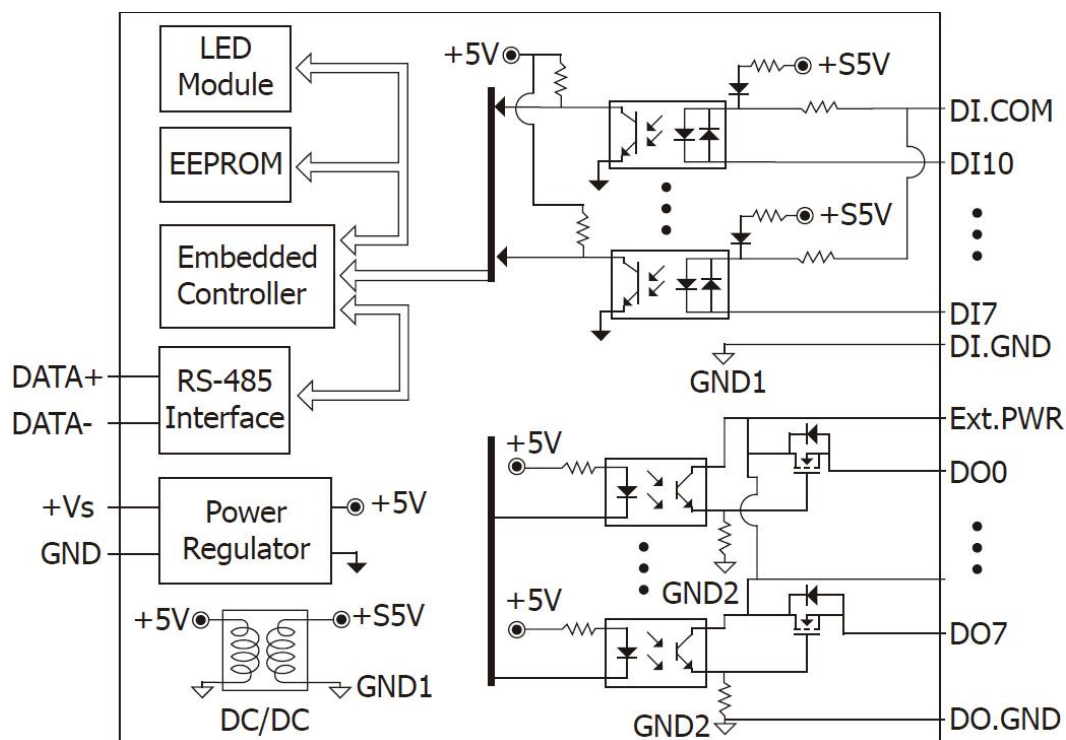 LED
Module
EEPROM
Embedded
Controller
RS-485
Interface
DATA+
DATA-
+Vs
GND
Power
Regulator
+5V
+5V
+S5V
GND1
DC/DC
+5V
+S5V
DI.COM
DI10
+S5V
DI7
DI.GND
GND1
Ext.PWR
+5V
DO0
GND2
+5V
DO7
GND2
DO.GND